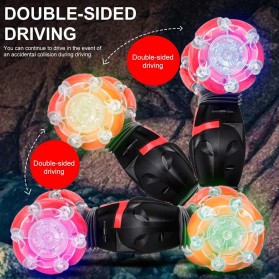 DOUBLE-SIDED
DRIVING
You can continue to drive in the event of
an accidental collision during driving.
Double-sided
driving
Double-sided
driving